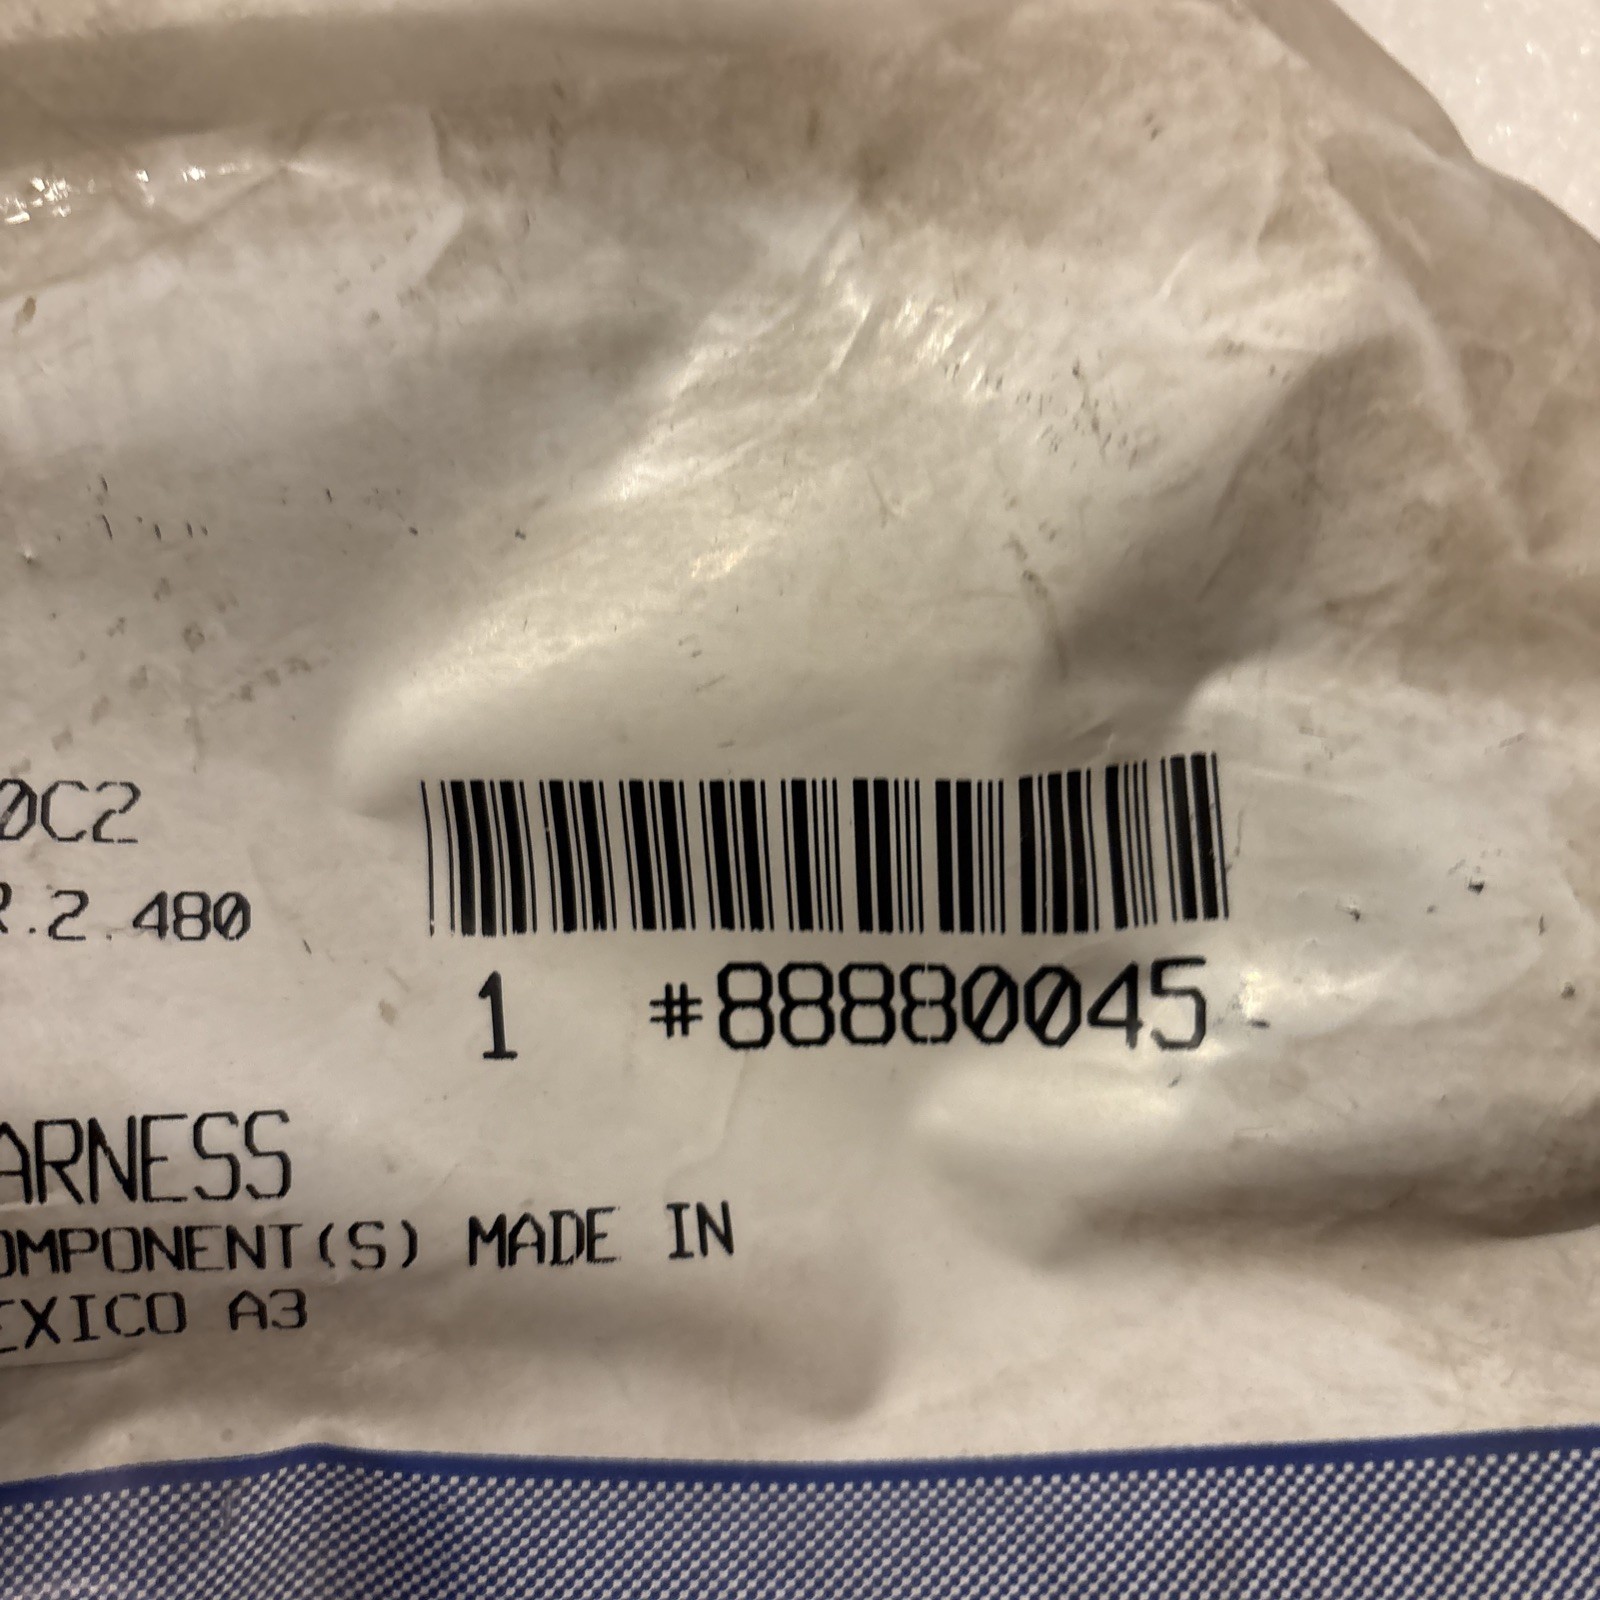 0C2
R.2.480
1 #88880045
ARNESS
OMPONENT(S) MADE IN
EXICO A3